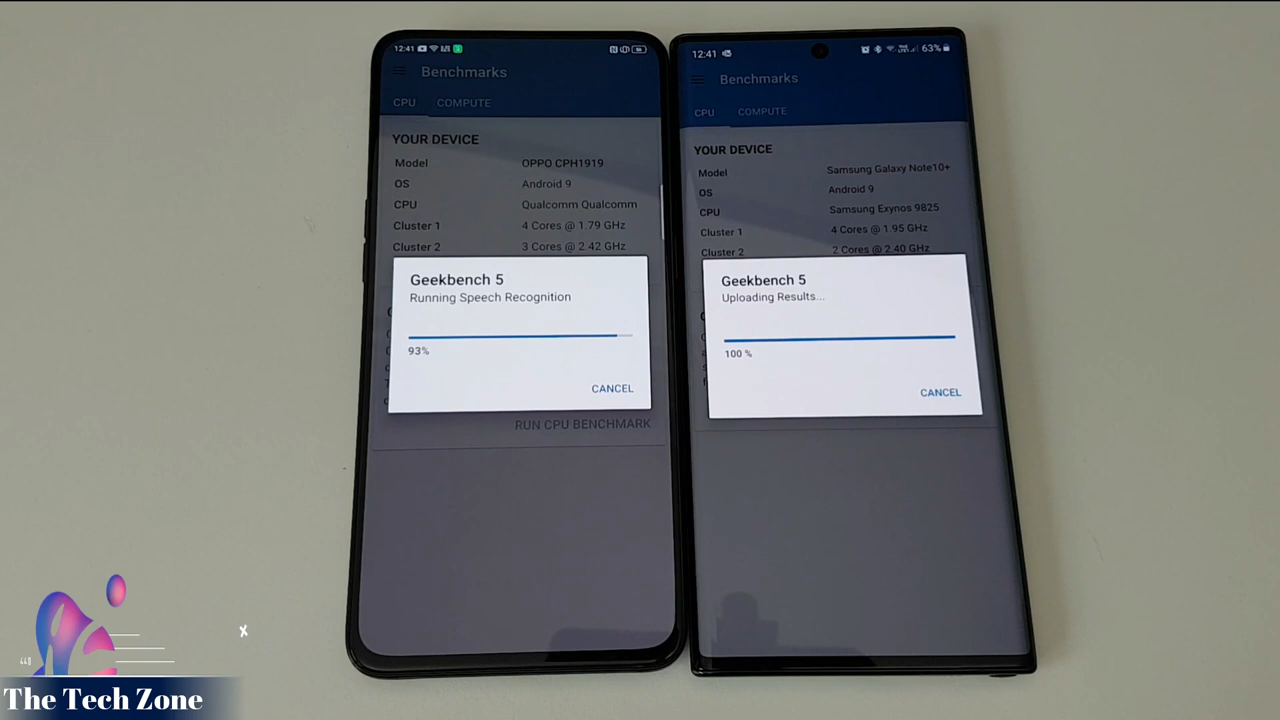 12:41
56
Benchmarks
CPU COMPUTE
YOUR DEVICE
Model OPPO CPH1919
OS Android 9
CPU Qualcomm Qualcomm
Cluster 1 4 Cores @ 1.79 GHz
Cluster 2 3 Cores @ 2.42 GHz
Geekbench 5
Running Speech Recognition
93%
CANCEL
RUN CPU BENCHMARK
12:41
63%
Benchmarks
CPU COMPUTE
YOUR DEVICE
Model Samsung Galaxy Note10+
OS Android 9
CPU Samsung Exynos 9825
Cluster 1 4 Cores @ 1.95 GHz
Cluster 2 2 Cores @ 2.40 GHz
Geekbench 5
Uploading Results...
100 %
CANCEL
The Tech Zone